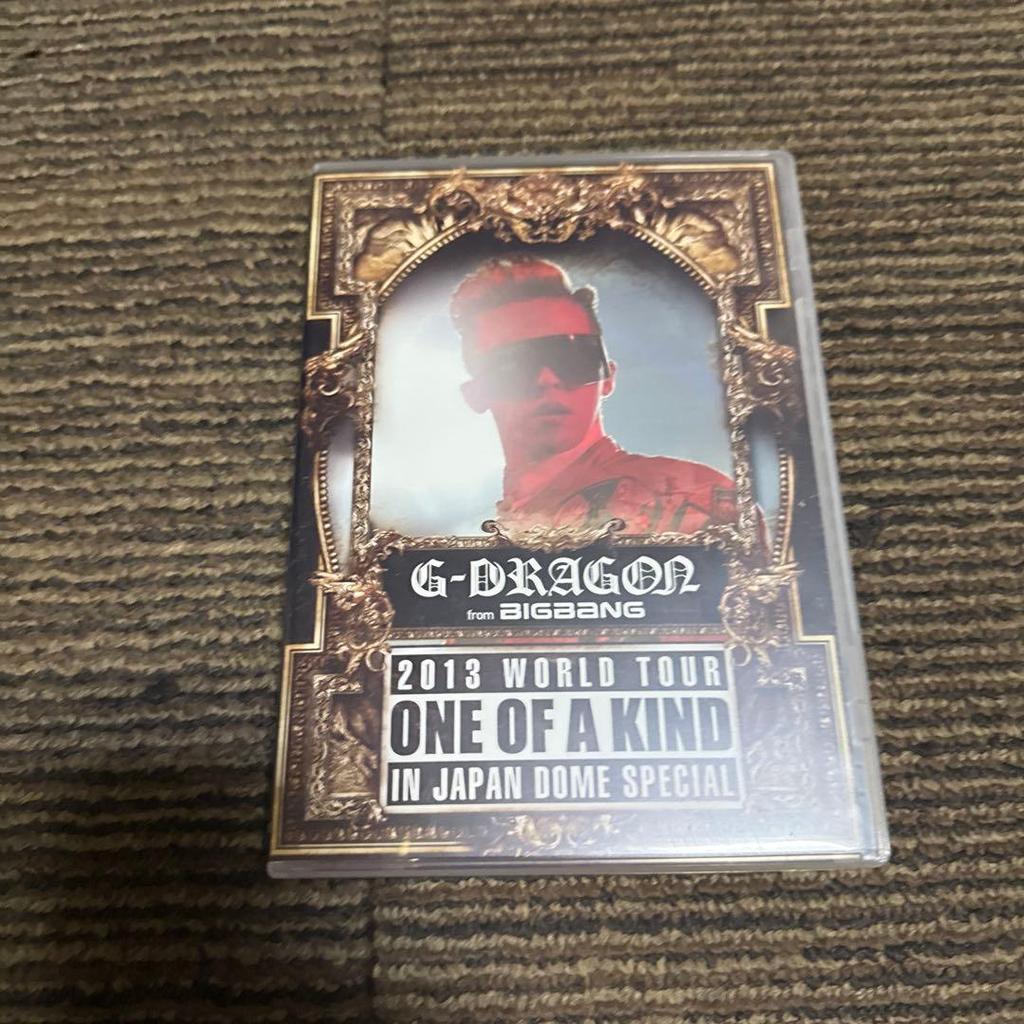 G-DRAGON
from BIGBANG
2013 WORLD TOUR
ONE OF A KIND
IN JAPAN DOME SPECIAL